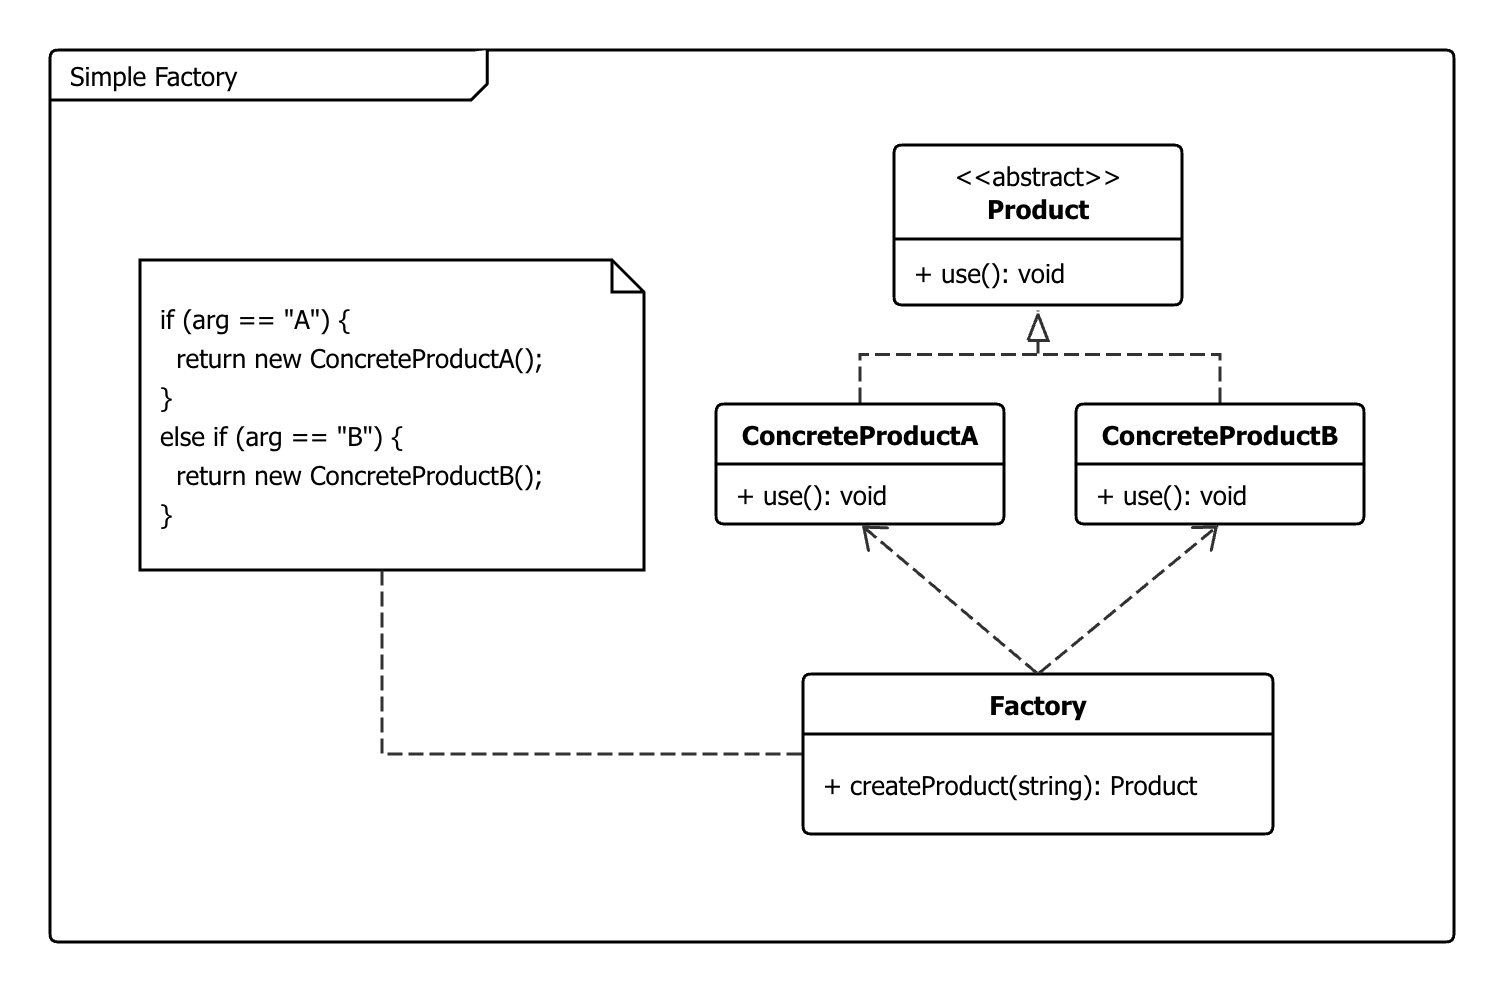 Simple Factory
<<abstract>>
Product
+ use(): void
if (arg == "A") {
  return new ConcreteProductA();
}
else if (arg == "B") {
  return new ConcreteProductB();
}
ConcreteProductA
+ use(): void
ConcreteProductB
+ use(): void
Factory
+ createProduct(string): Product